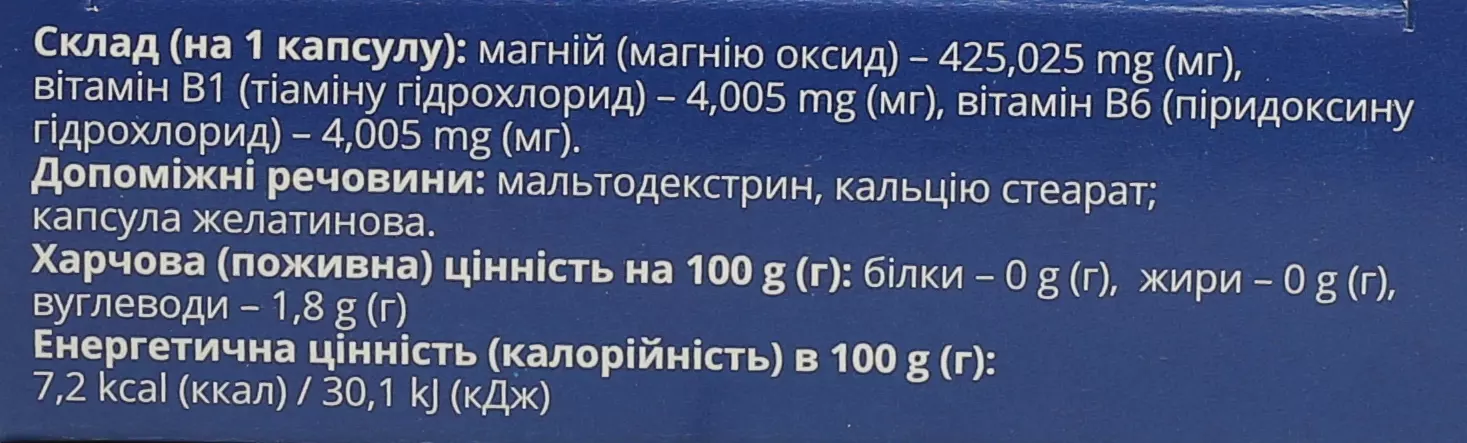 Склад (на 1 капсулу): магній (магнію оксид) – 425,025 mg (мг),
вітамін В1 (тіаміну гідрохлорид) – 4,005 mg (мг), вітамін В6 (піридоксину
гідрохлорид) – 4,005 mg (мг).
Допоміжні речовини: мальтодекстрин, кальцію стеарат;
капсула желатинова.
Харчова (поживна) цінність на 100 g (г): білки – 0 g (г), жири – 0 g (г),
вуглеводи – 1,8 g (г)
Енергетична цінність (калорійність) в 100 g (г):
7,2 kcal (ккал) / 30,1 kJ (кДж)